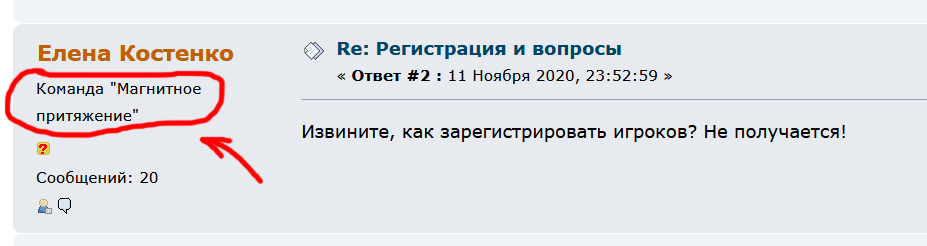 Елена Костенко
Команда "Магнитное
притяжение"
?
Сообщений: 20
Re: Регистрация и вопросы
« Ответ #2 : 11 Ноября 2020, 23:52:59 »
Извините, как зарегистрировать игроков? Не получается!